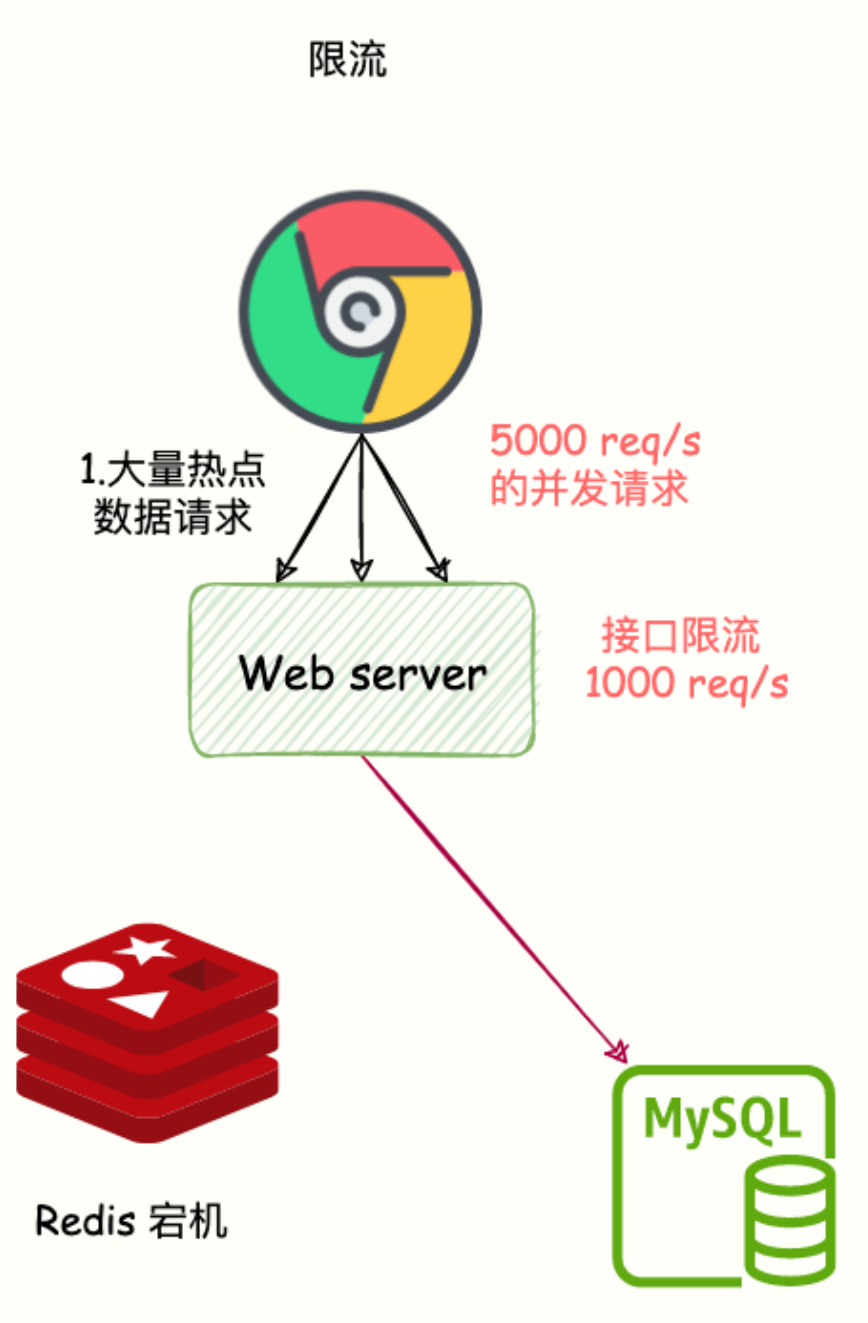 限流
1.大量热点
数据请求
5000 req/s
的并发请求
Web server
接口限流
1000 req/s
Redis 宕机
MySQL